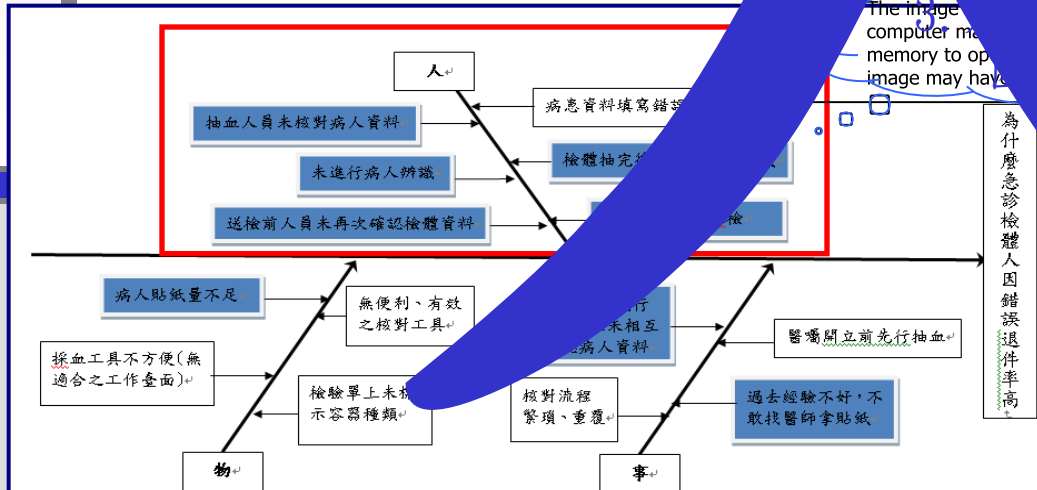 The image
computer
memory to
image may
人
抽血人員未核對病人資料
未進行病人辨識
送檢前人員未再次確認檢體資料
病患資料填寫錯誤
檢體抽完
檢
為什麼急診檢體人因錯誤退件率高
病人貼紙量不足
無便利、有效
之核對工具
採血工具不方便(無
適合之工作臺面)
檢驗單上未
示容器種類
物
未相互
病人資料
醫囑開立前先行抽血
核對流程
繁瑣、重覆
過去經驗不好,不
敢找醫師拿貼紙
事